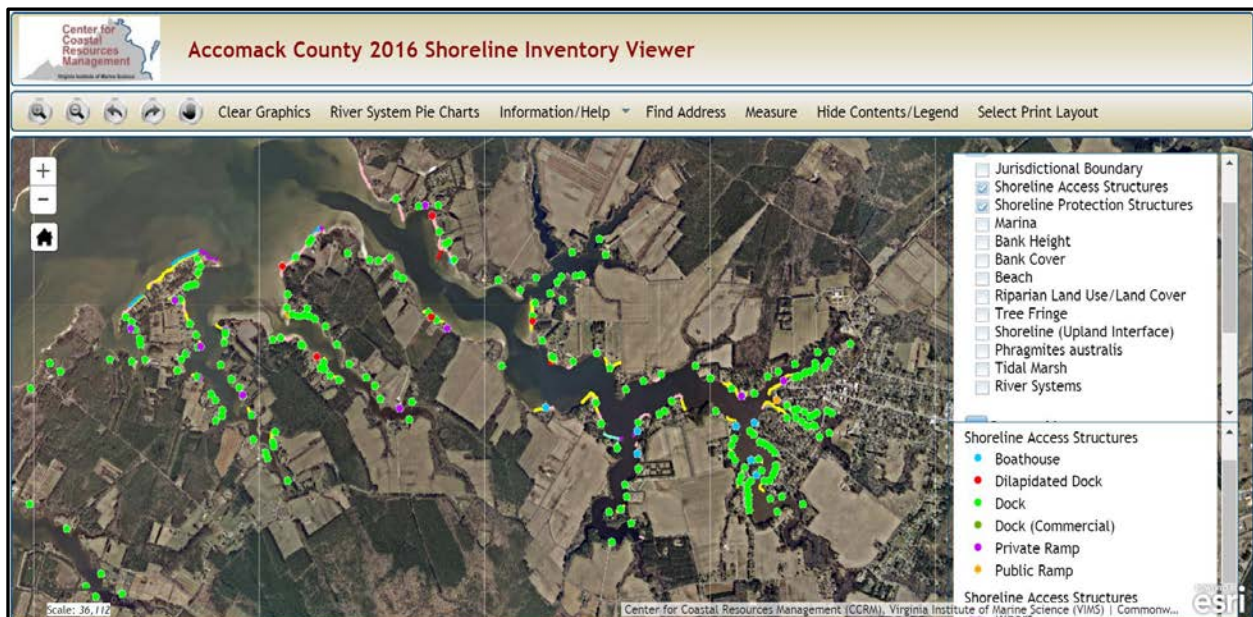 Center for
Coastal
Resources
Management
Virginia Institute of Marine Science
Accomack County 2016 Shoreline Inventory Viewer
Clear Graphics River System Pie Charts Information/Help Find Address Measure Hide Contents/Legend Select Print Layout
+
−
Jurisdictional Boundary
Shoreline Access Structures
Shoreline Protection Structures
Marina
Bank Height
Bank Cover
Beach
Riparian Land Use/Land Cover
Tree Fringe
Shoreline (Upland Interface)
Phragmites australis
Tidal Marsh
River Systems
Shoreline Access Structures
Boathouse
Dilapidated Dock
Dock
Dock (Commercial)
Private Ramp
Public Ramp
Shoreline Access Structures
Scale: 36,112
Center for Coastal Resources Management (CCRM), Virginia Institute of Marine Science (VIMS) | Commonw...
esri